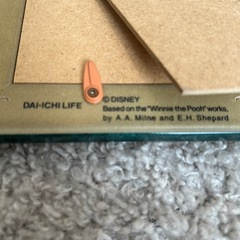 DAI-ICHI LIFE
© DISNEY
Based on the "Winnie the Pooh" works,
by A.A. Milne and E.H. Shepard